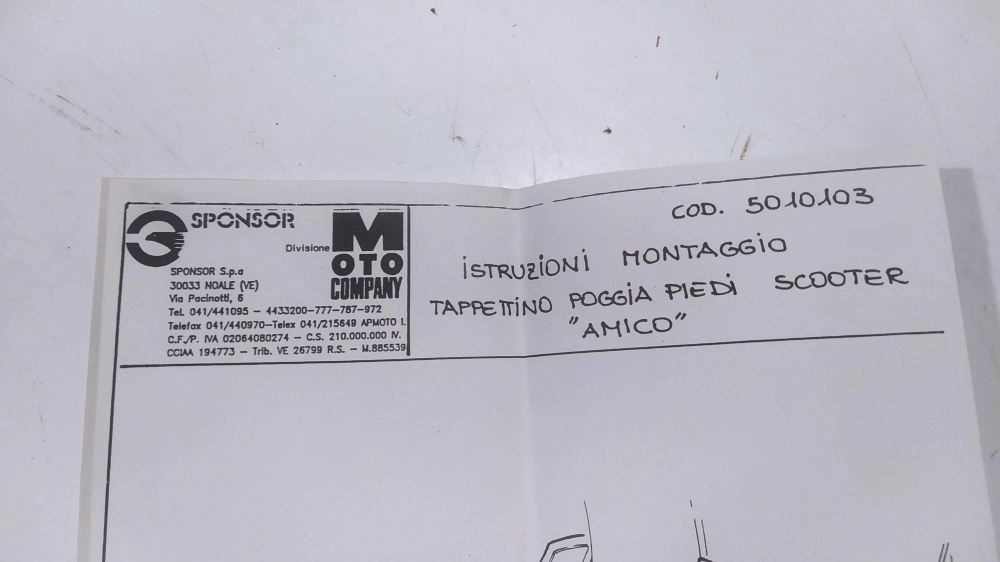 SPONSOR
Divisione
MOTO
COMPANY
SPONSOR S.p.a
30033 NOALE (VE)
Via Pacinotti, 6
Tel. 041/441095 - 4433200-777-787-972
Telefax 041/440970-Telex 041/215649 APMOTO I.
C.F./P. IVA 02064080274 - C.S. 210.000.000 IV.
CCIAA 194773 - Trib. VE 26799 R.S. - M.885539
COD. 5010103
ISTRUZIONI MONTAGGIO
TAPPETTINO POGGIA PIEDI SCOOTER
"AMICO"